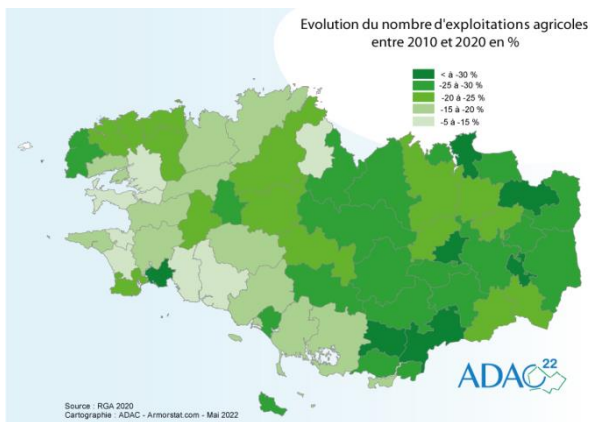 Evolution du nombre d'exploitations agricoles
entre 2010 et 2020 en %
< à -30 %
-25 à -30 %
-20 à -25 %
-15 à -20 %
-5 à -15 %
ADAC 22
Source : RGA 2020
Cartographie : ADAC - Armorstat.com - Mai 2022